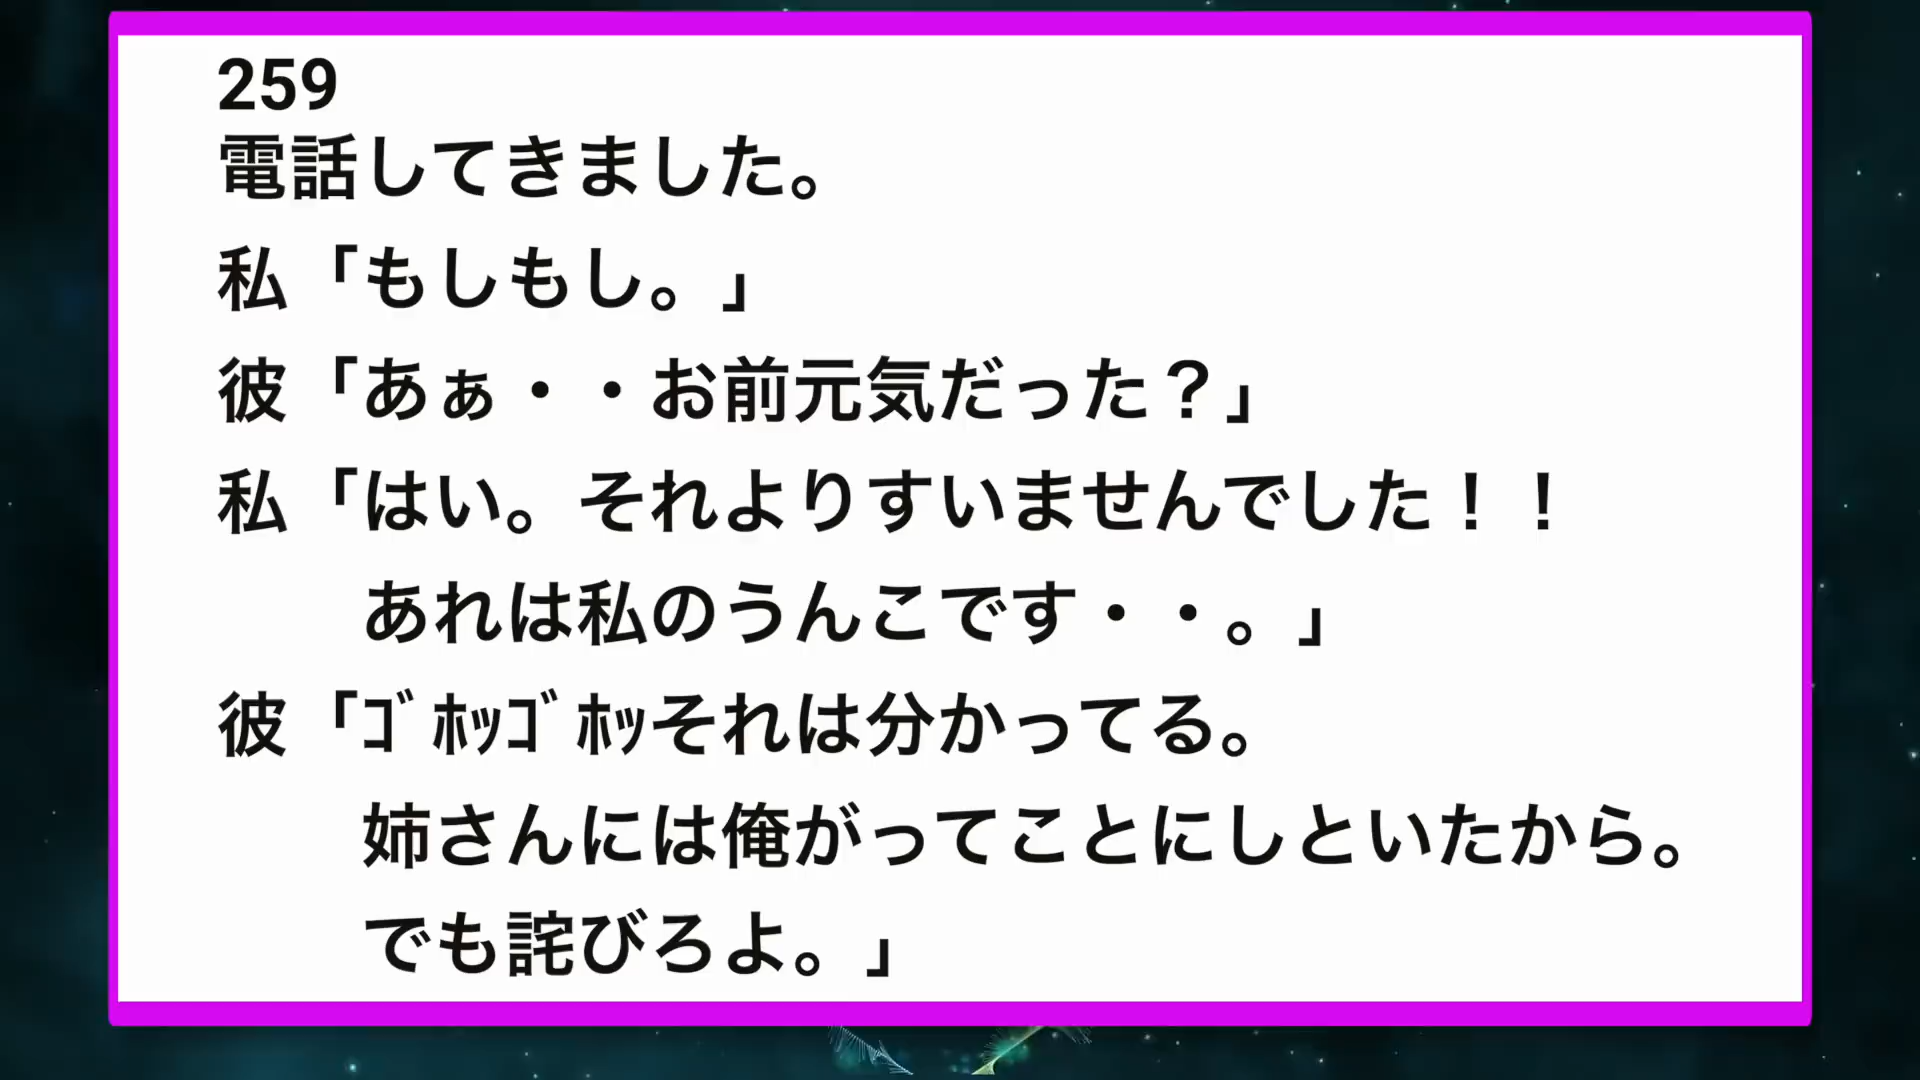 259
電話してきました。
私「もしもし。」
彼「あぁ・・お前元気だった？」
私「はい。それよりすいませんでした！！
あれは私のうんこです・・。」
彼「ｺﾞﾎｯｺﾞﾎｯそれは分かってる。
姉さんには俺がってことにしといたから。
でも詫びろよ。」